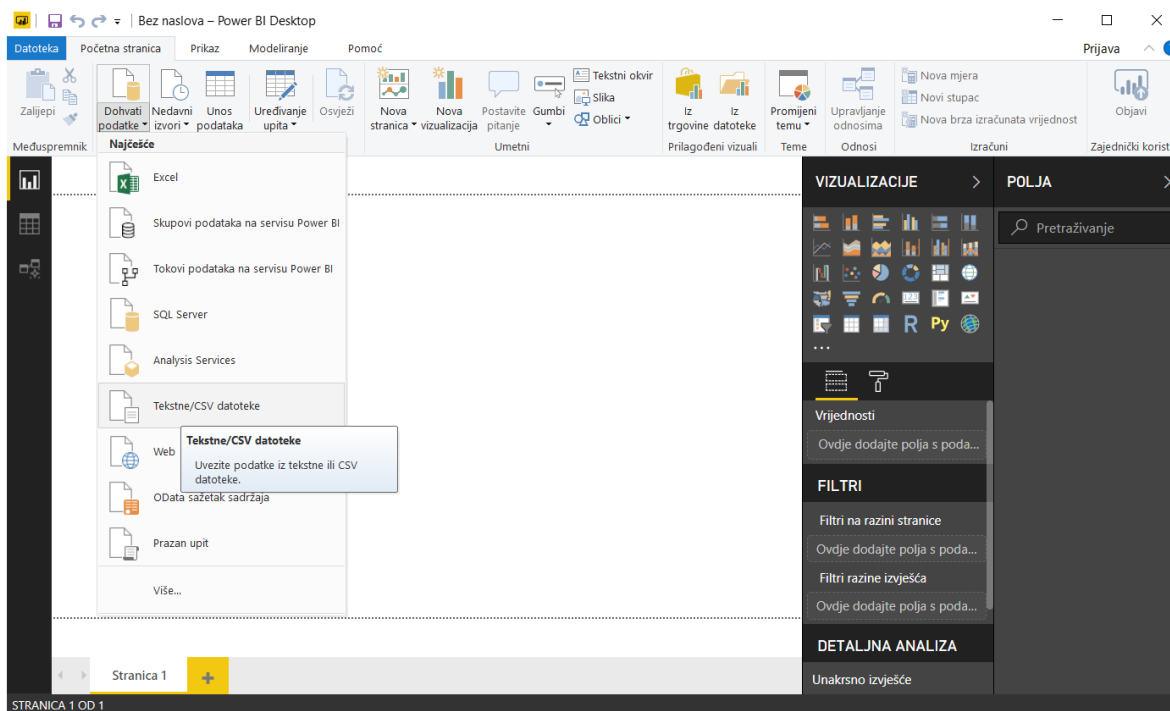 Bez naslova – Power BI Desktop
Datoteka Početna stranica Prikaz Modeliranje Pomoć Prijava
Zalijepi
Međuspremnik
Dohvati podatke
Nedavni izvori
Unos podataka
Uređivanje upita
Osvježi
Nova stranica
Nova vizualizacija
Postavite pitanje
Gumbi
Tekstni okvir
Slika
Oblici
Umetni
Iz trgovine
Iz datoteke
Prilagođeni vizuali
Promijeni temu
Teme
Upravljanje odnosima
Odnosi
Nova mjera
Novi stupac
Nova brza izračunata vrijednost
Izračuni
Objavi
Zajednički korist
Najčešće
Excel
Skupovi podataka na servisu Power BI
Tokovi podataka na servisu Power BI
SQL Server
Analysis Services
Tekstne/CSV datoteke
Tekstne/CSV datoteke
Uvezite podatke iz tekstne ili CSV
datoteke.
Web
OData sažetak sadržaja
Prazan upit
Više...
VIZUALIZACIJE
R Py
123
...
Vrijednosti
Ovdje dodajte polja s poda...
FILTRI
Filtri na razini stranice
Ovdje dodajte polja s poda...
Filtri razine izvješća
Ovdje dodajte polja s poda...
DETALJNA ANALIZA
Unakrsno izvješće
POLJA
Pretraživanje
Stranica 1
STRANICA 1 OD 1